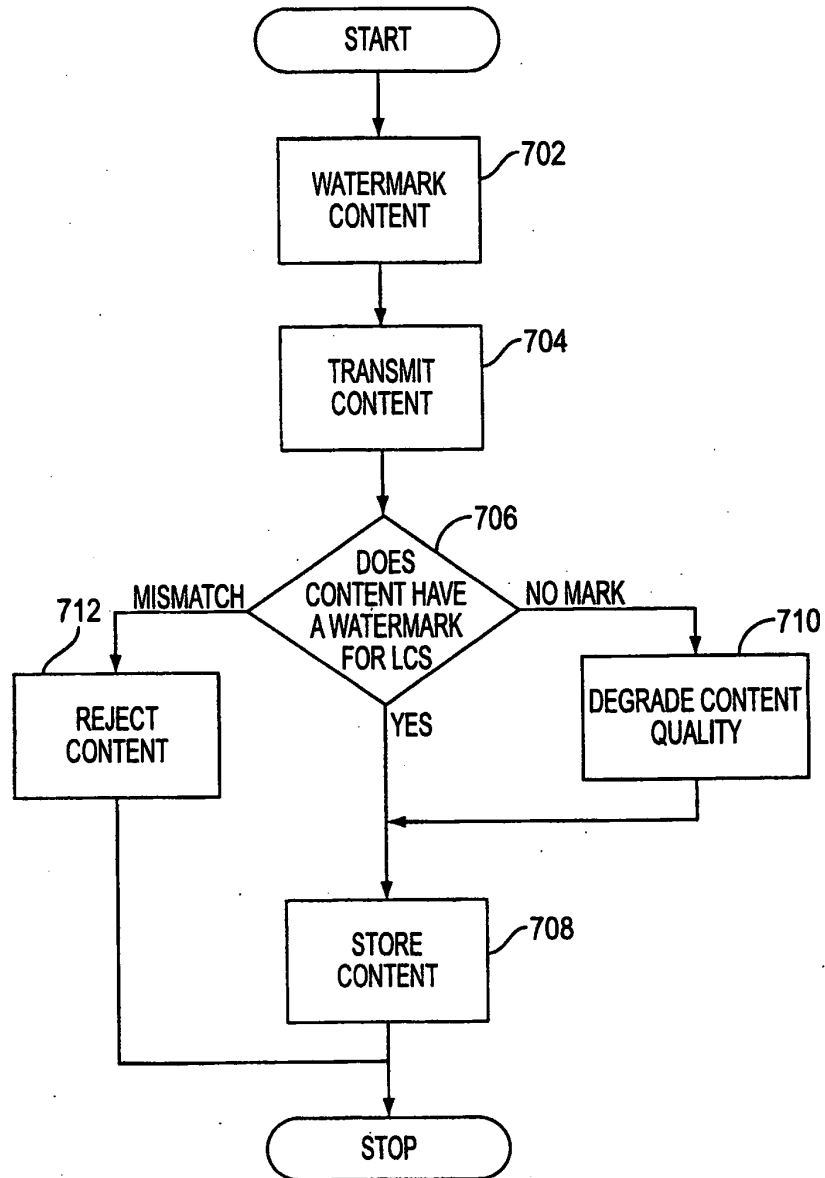 START
WATERMARK
CONTENT
702
TRANSMIT
CONTENT
704
706
DOES
CONTENT HAVE
A WATERMARK
FOR LCS
MISMATCH
NO MARK
YES
712
REJECT
CONTENT
710
DEGRADE CONTENT
QUALITY
STORE
CONTENT
708
STOP